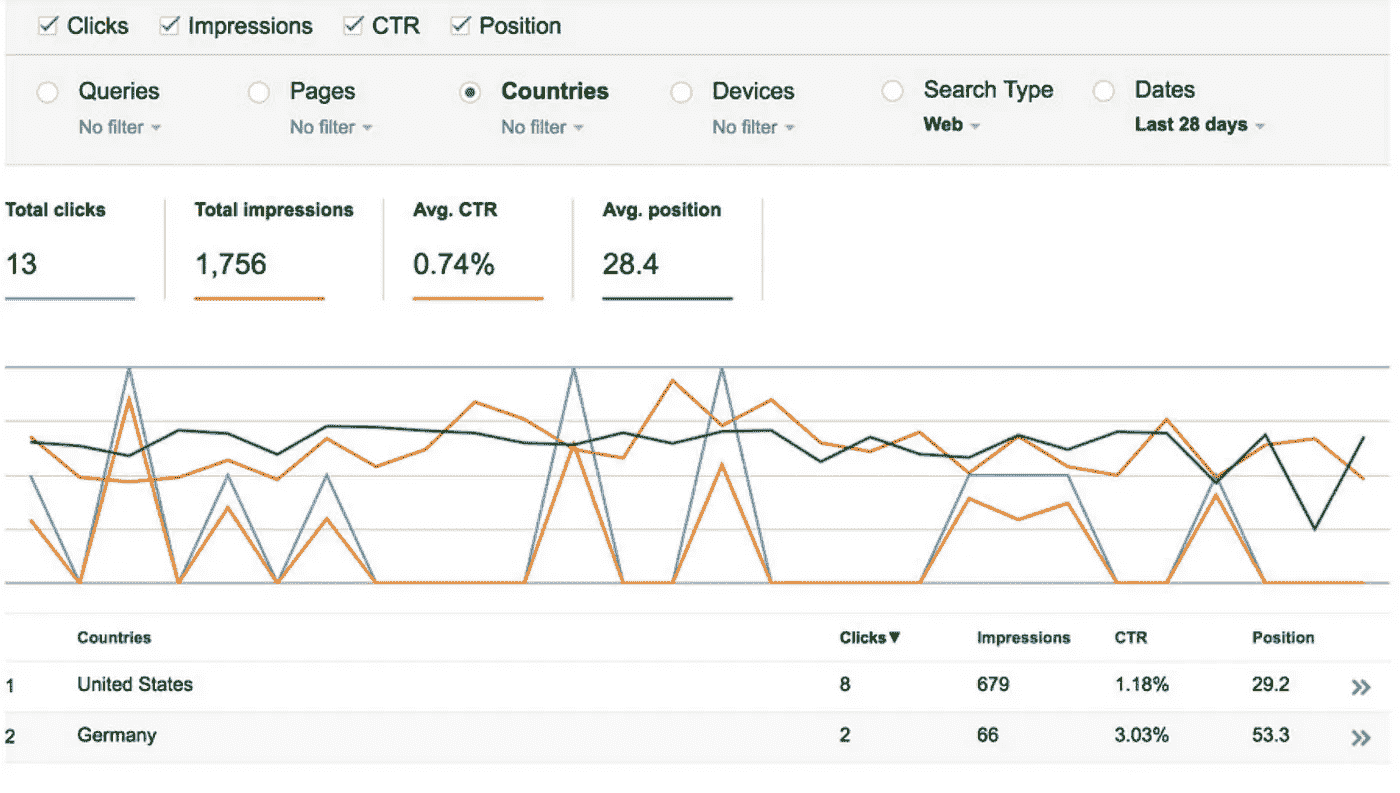 Clicks Impressions CTR Position
Queries Pages Countries Devices Search Type Dates
No filter No filter No filter No filter Web Last 28 days
Total clicks Total impressions Avg. CTR Avg. position
13 1,756 0.74% 28.4
Countries Clicks▼ Impressions CTR Position
1 United States 8 679 1.18% 29.2 »
2 Germany 2 66 3.03% 53.3 »